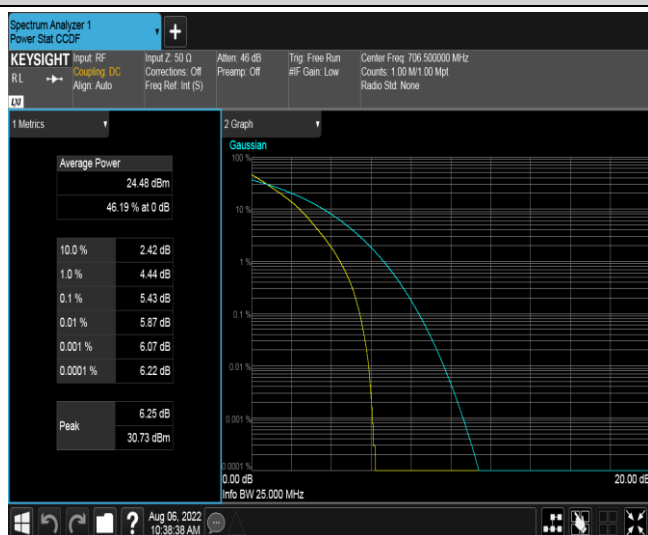 Spectrum Analyzer 1
Power Stat CCDF
+
KEYSIGHT
RL
LXI
Input: RF
Coupling: DC
Align: Auto
Input Z: 50 Ω
Corrections: Off
Freq Ref: Int (S)
Atten: 46 dB
Preamp: Off
Trig: Free Run
#IF Gain: Low
Center Freq: 706.500000 MHz
Counts: 1.00 M/1.00 Mpt
Radio Std: None
1 Metrics
Average Power
24.48 dBm
46.19 % at 0 dB
10.0 % 2.42 dB
1.0 % 4.44 dB
0.1 % 5.43 dB
0.01 % 5.87 dB
0.001 % 6.07 dB
0.0001 % 6.22 dB
Peak 6.25 dB
30.73 dBm
2 Graph
Gaussian
100 %
10 %
1 %
0.1 %
0.01 %
0.001 %
0.0001 %
0.00 dB 20.00 dB
Info BW 25.000 MHz
?
Aug 06, 2022
10:38:38 AM